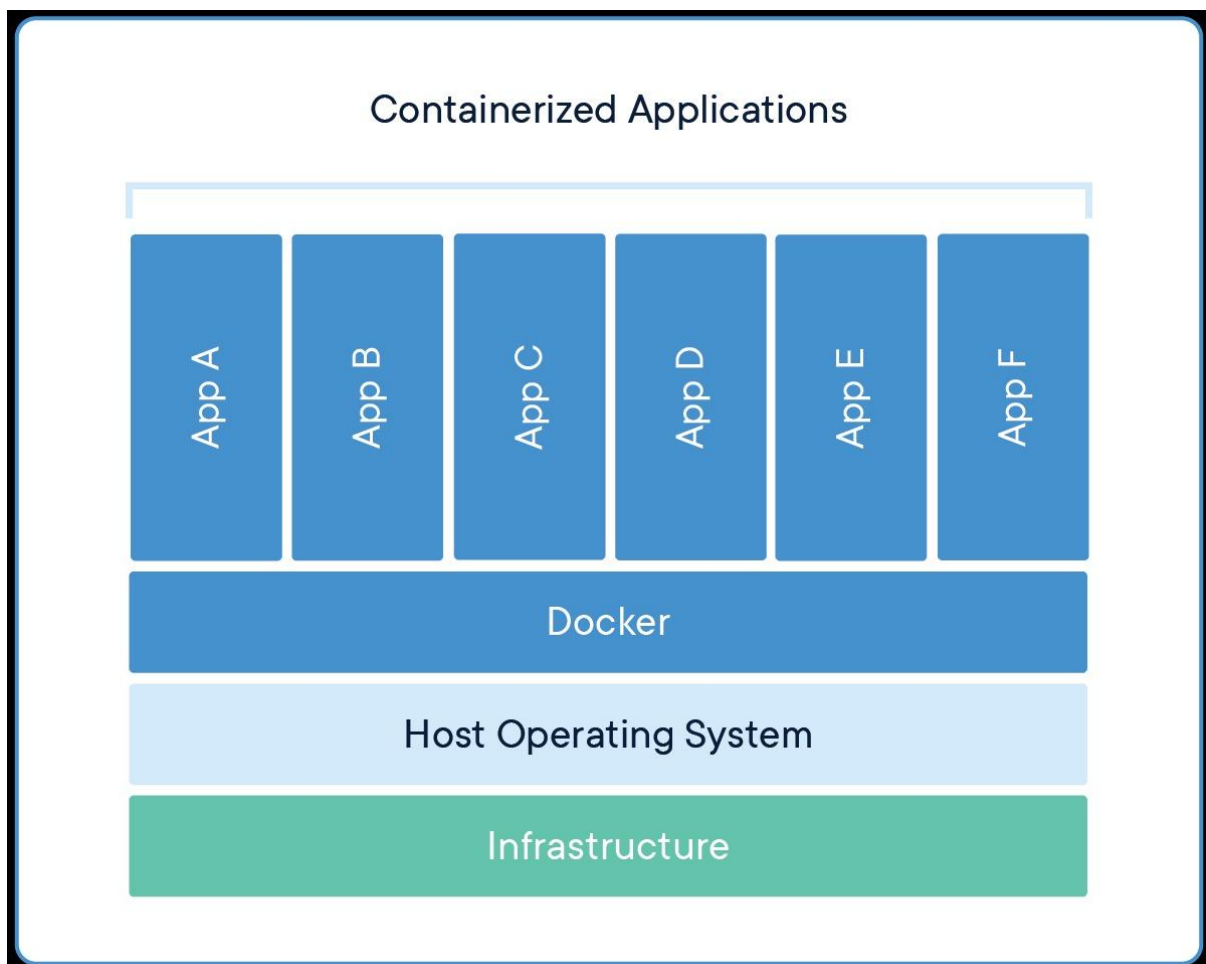 Containerized Applications
App A
App B
App C
App D
App E
App F
Docker
Host Operating System
Infrastructure